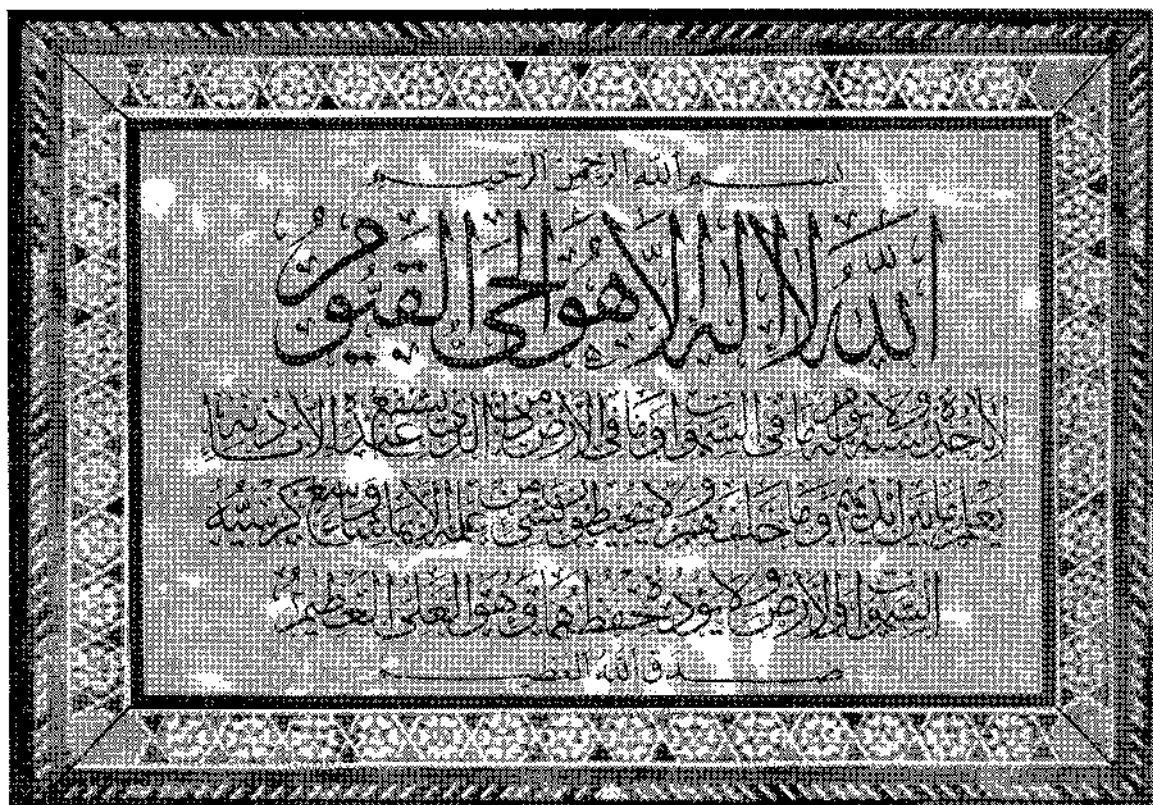 بسم الله الرحمن الرحيم
الله لا إله إلا هو الحي القيوم
لا تأخذه سنة ولا نوم له ما في السموات وما في الأرض من ذا الذي يشفع عنده إلا بإذنه
يعلم ما بين أيديهم وما خلفهم ولا يحيطون بشيء من علمه إلا بما شاء وسع كرسيه
السموات والأرض ولا يؤده حفظهما وهو العلي العظيم
صدق الله العظيم